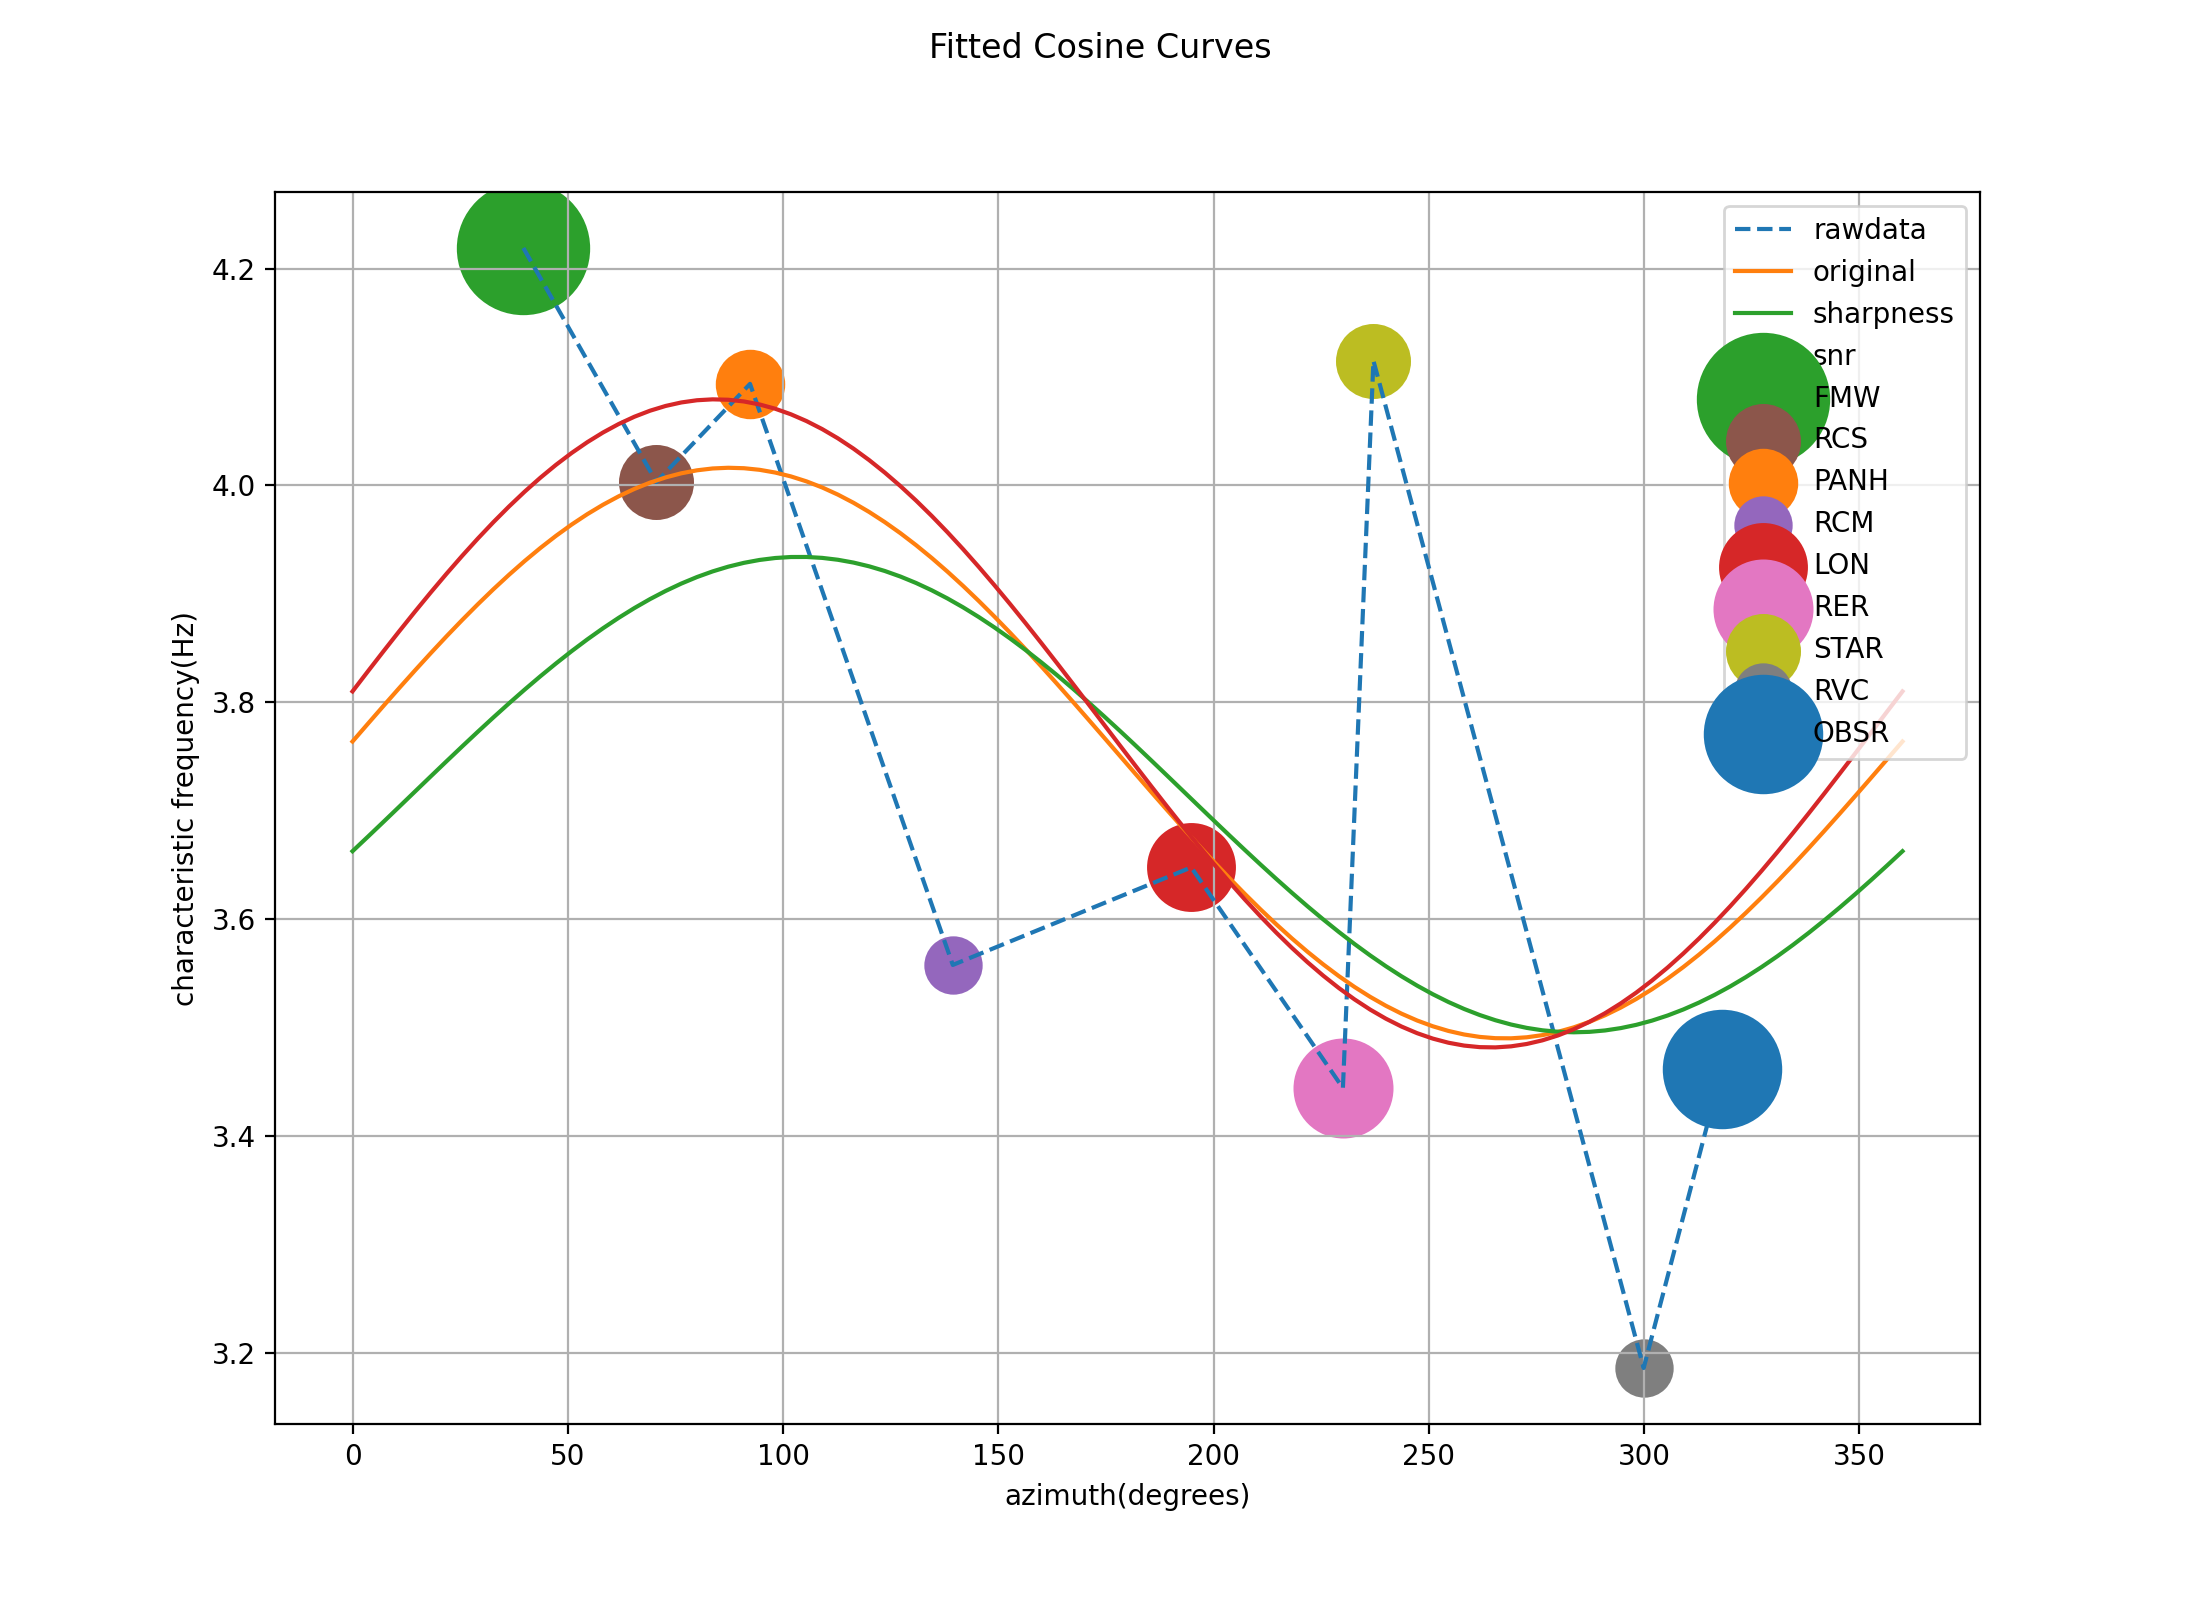 Fitted Cosine Curves
characteristic frequency(Hz)
4.2
4.0
3.8
3.6
3.4
3.2
0 50 100 150 200 250 300 350
azimuth(degrees)
rawdata
original
sharpness
snr
FMW
RCS
PANH
RCM
LON
RER
STAR
RVC
OBSR